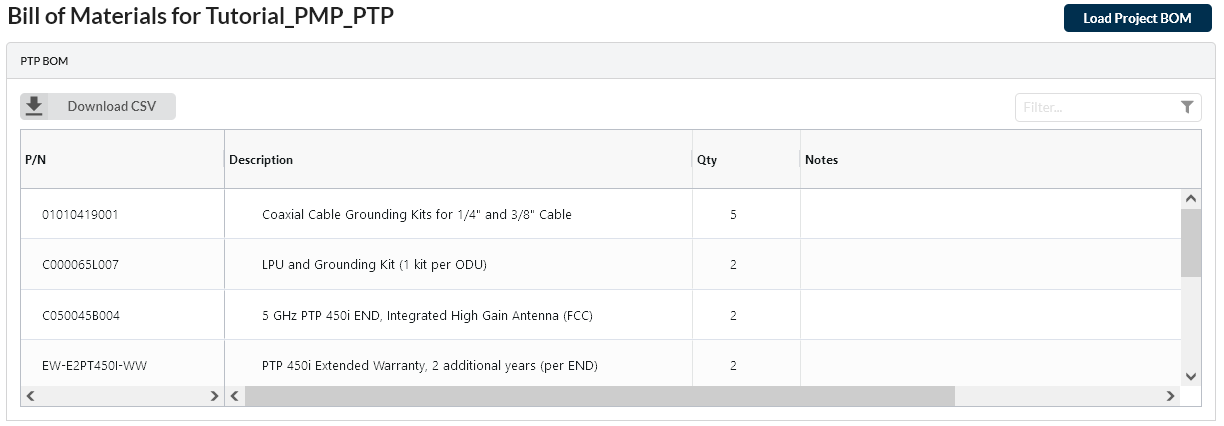 Bill of Materials for Tutorial_PMP_PTP
Load Project BOM
PTP BOM
Download CSV
Filter...
P/N Description Qty Notes
01010419001 Coaxial Cable Grounding Kits for 1/4" and 3/8" Cable 5
C000065L007 LPU and Grounding Kit (1 kit per ODU) 2
C050045B004 5 GHz PTP 450i END, Integrated High Gain Antenna (FCC) 2
EW-E2PT450I-WW PTP 450i Extended Warranty, 2 additional years (per END) 2